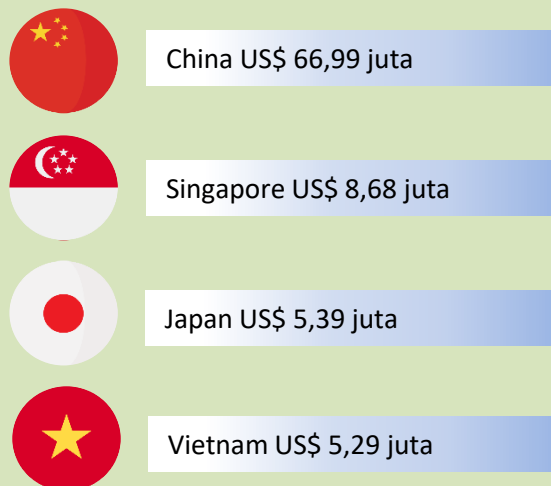 China US$ 66,99 juta
Singapore US$ 8,68 juta
Japan US$ 5,39 juta
Vietnam US$ 5,29 juta